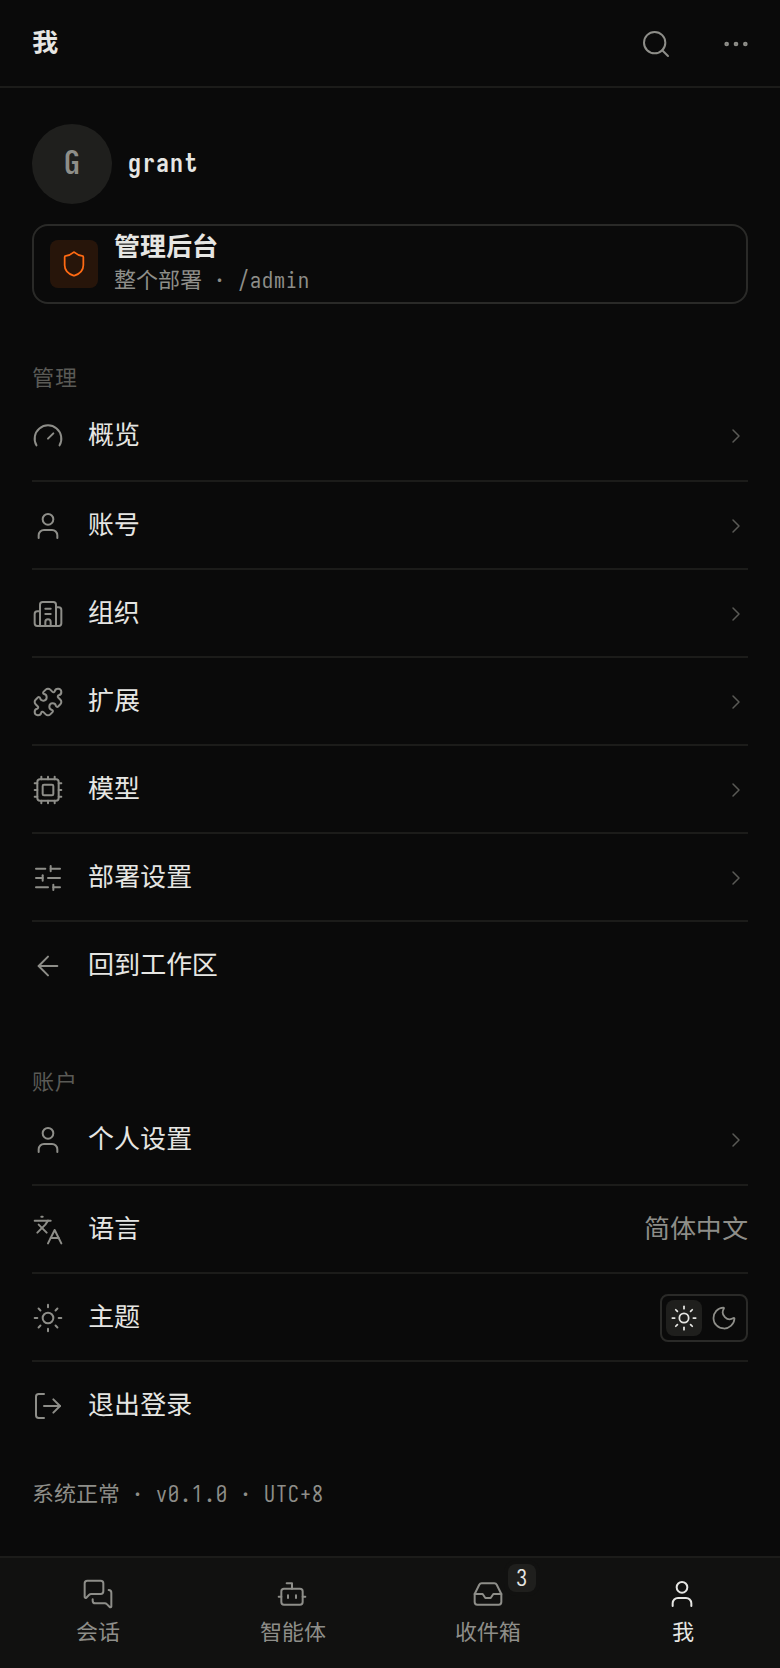 我
G
grant
管理后台
整个部署 · /admin
管理
概览
账号
组织
扩展
模型
部署设置
回到工作区
账户
个人设置
语言
简体中文
主题
退出登录
系统正常 · v0.1.0 · UTC+8
3
会话
智能体
收件箱
我